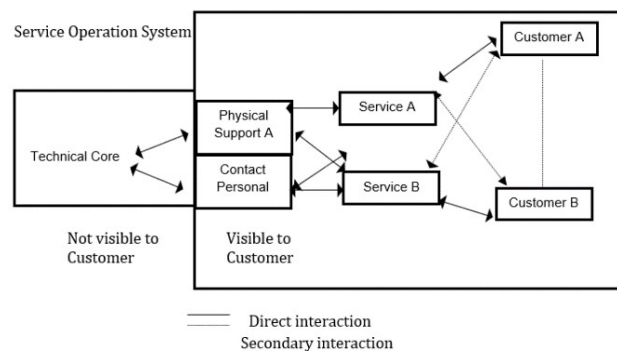 Service Operation System
Customer A
Physical
Support A
Service A
Technical Core
Contact
Personal
Service B
Customer B
Not visible to
Customer
Visible to
Customer
Direct interaction
Secondary interaction